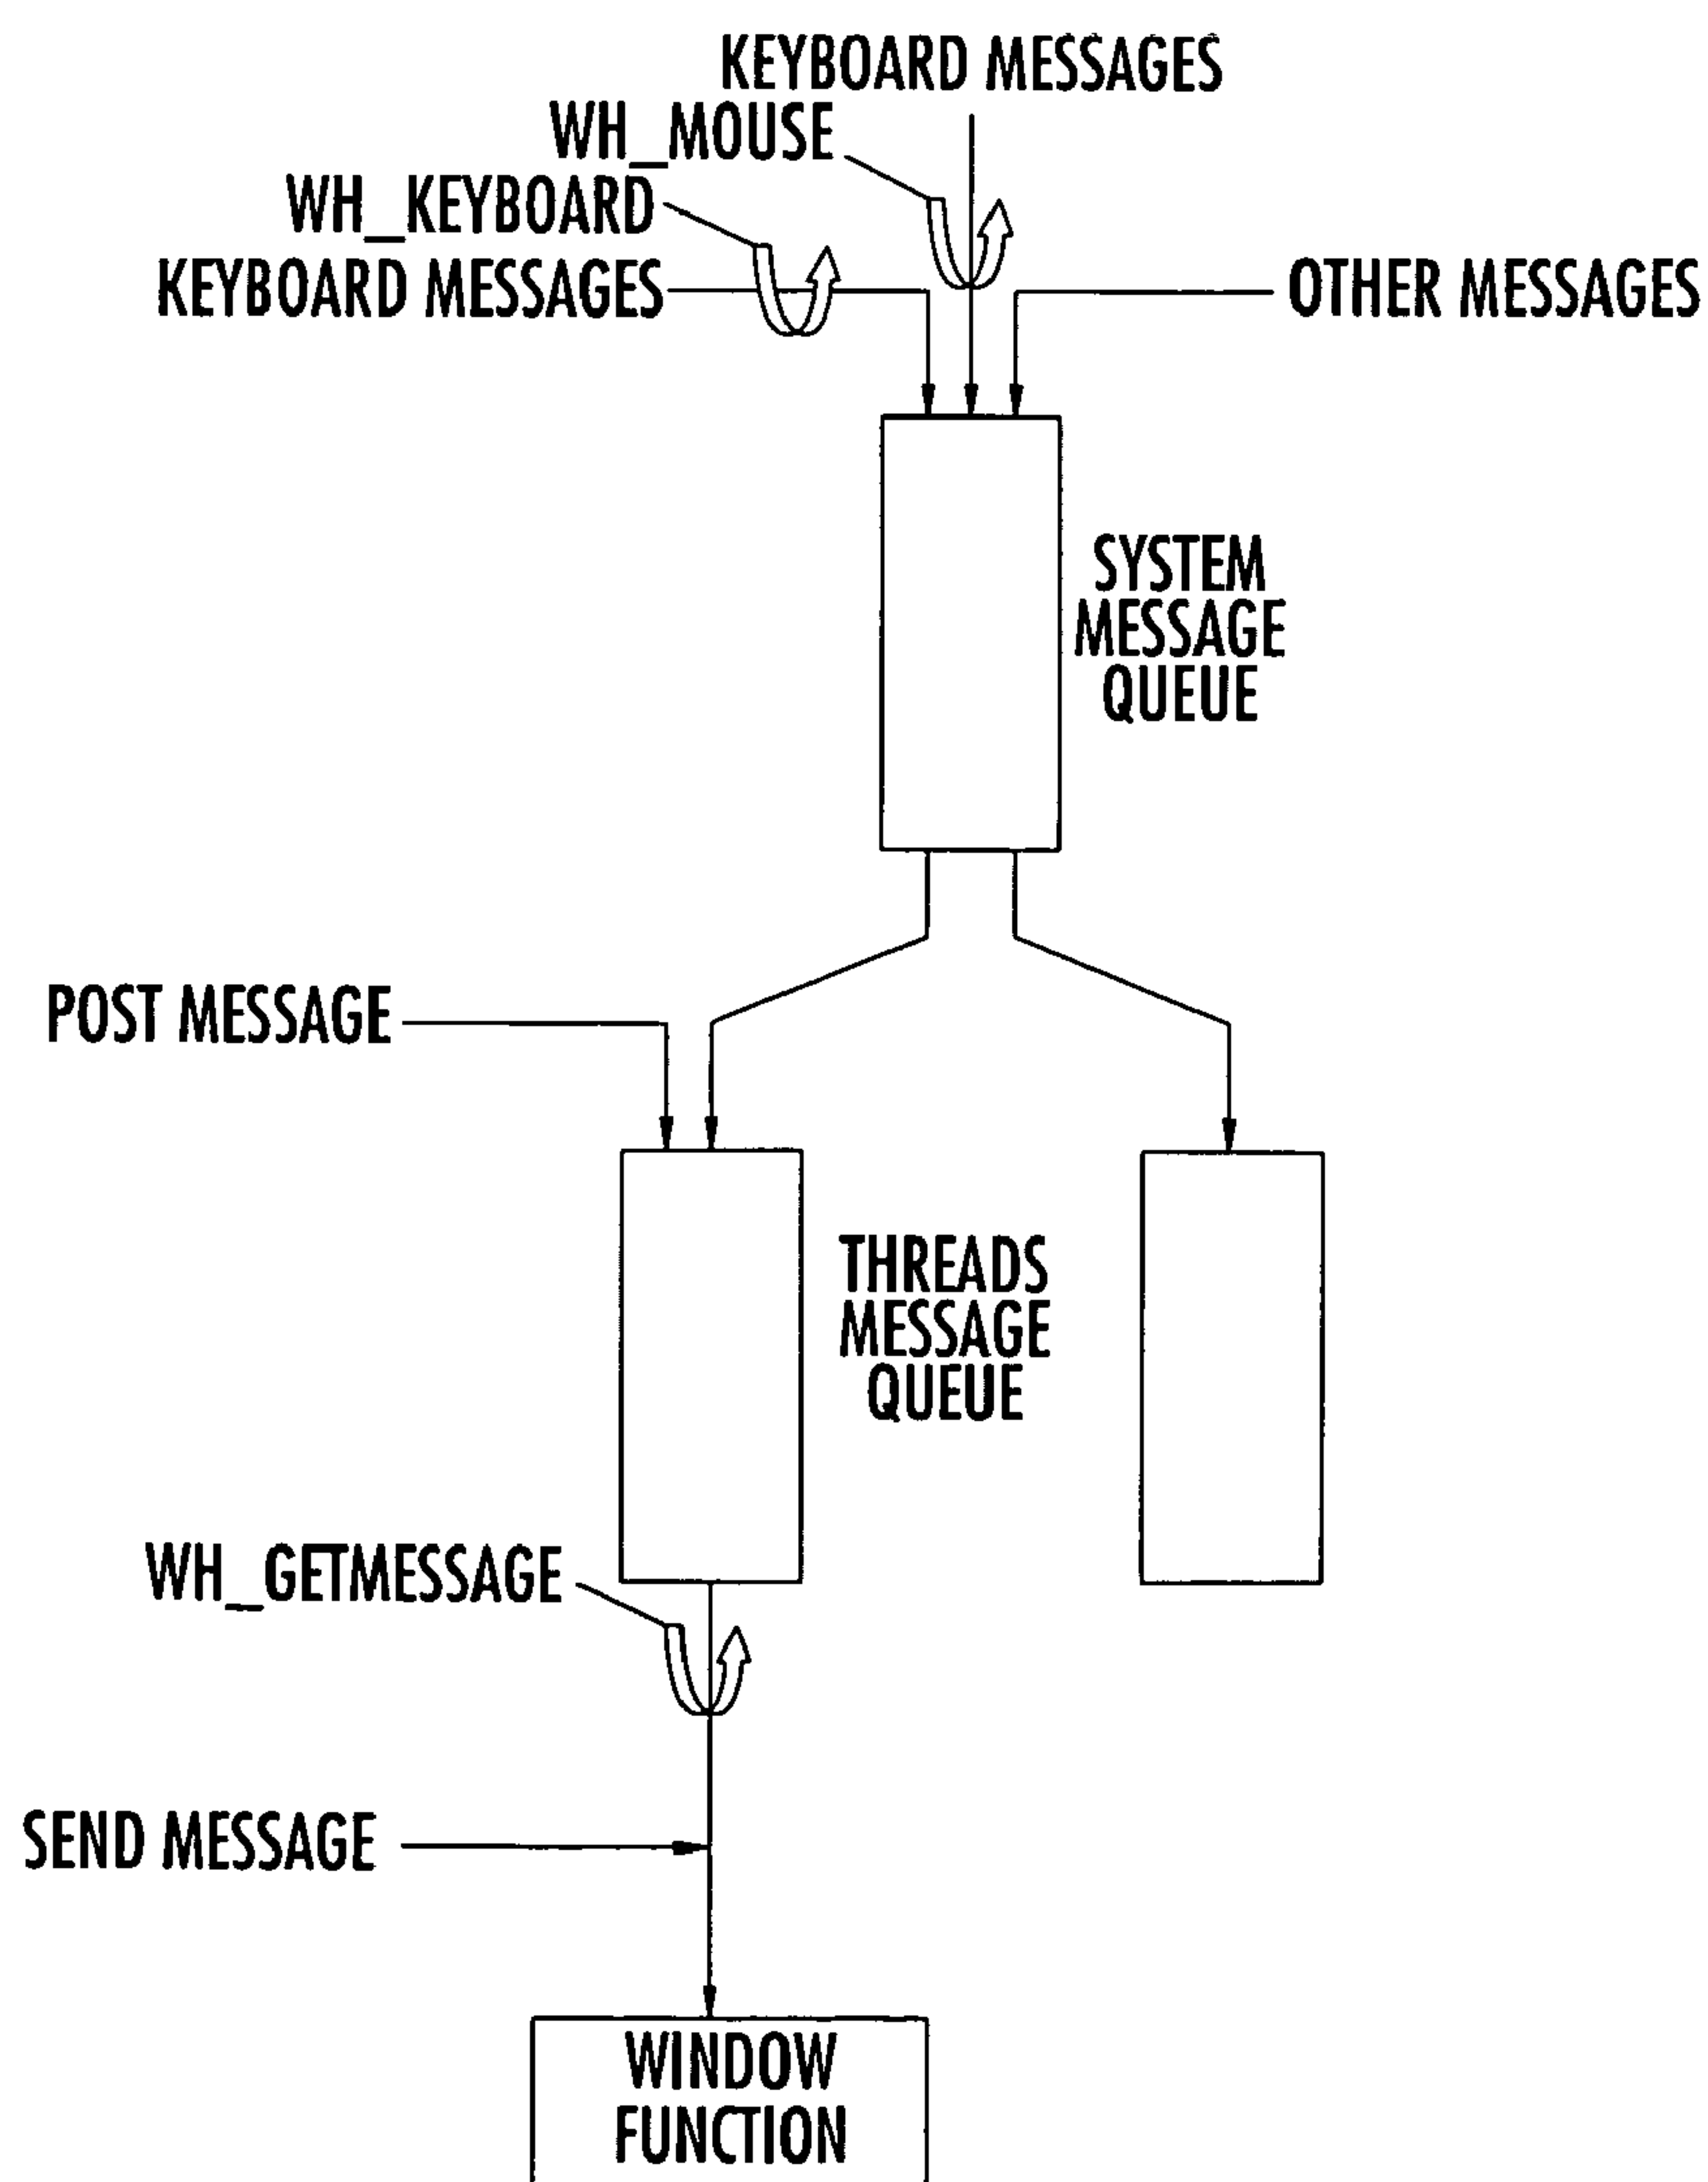 KEYBOARD MESSAGES
WH_MOUSE
WH_KEYBOARD
KEYBOARD MESSAGES
OTHER MESSAGES
SYSTEM
MESSAGE
QUEUE
POST MESSAGE
THREADS
MESSAGE
QUEUE
WH_GETMESSAGE
SEND MESSAGE
WINDOW
FUNCTION